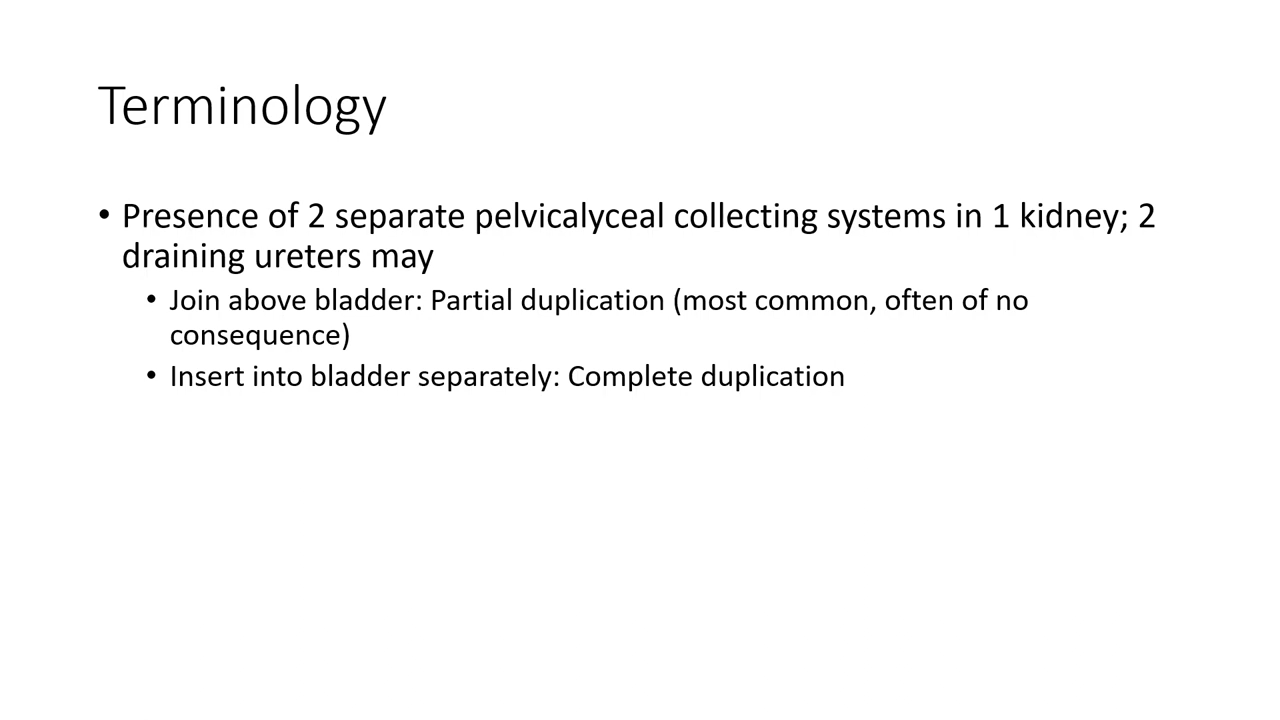 Terminology
• Presence of 2 separate pelvicalyceal collecting systems in 1 kidney; 2
draining ureters may
• Join above bladder: Partial duplication (most common, often of no
consequence)
• Insert into bladder separately: Complete duplication